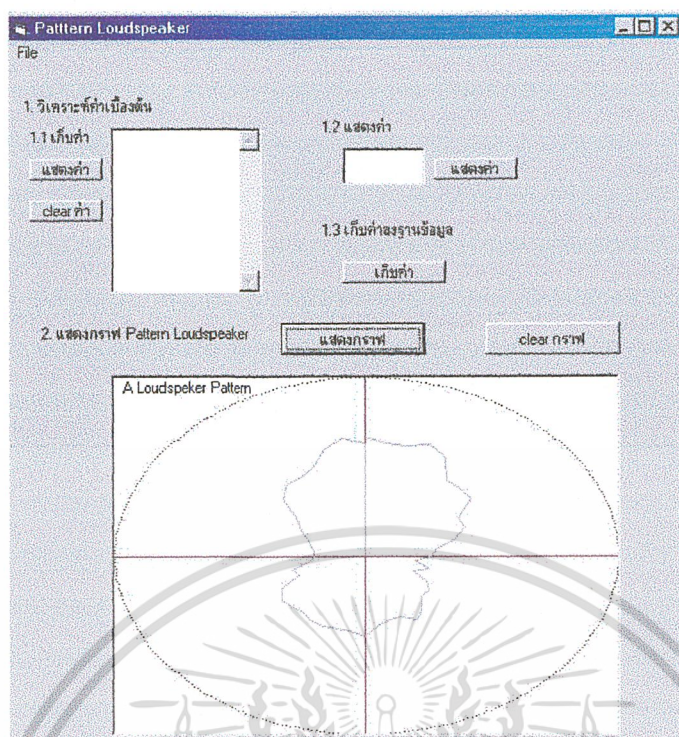 Patttern Loudspeaker
File
1. วิเคราะห์ค่าเบื้องต้น
1.1 เก็บค่า
แสดงค่า
clear ค่า
1.2 แสดงค่า
แสดงค่า
1.3 เก็บค่าลงฐานข้อมูล
เก็บค่า
2. แสดงกราฟ Pattern Loudspeaker
แสดงกราฟ
clear กราฟ
A Loudspeker Pattern